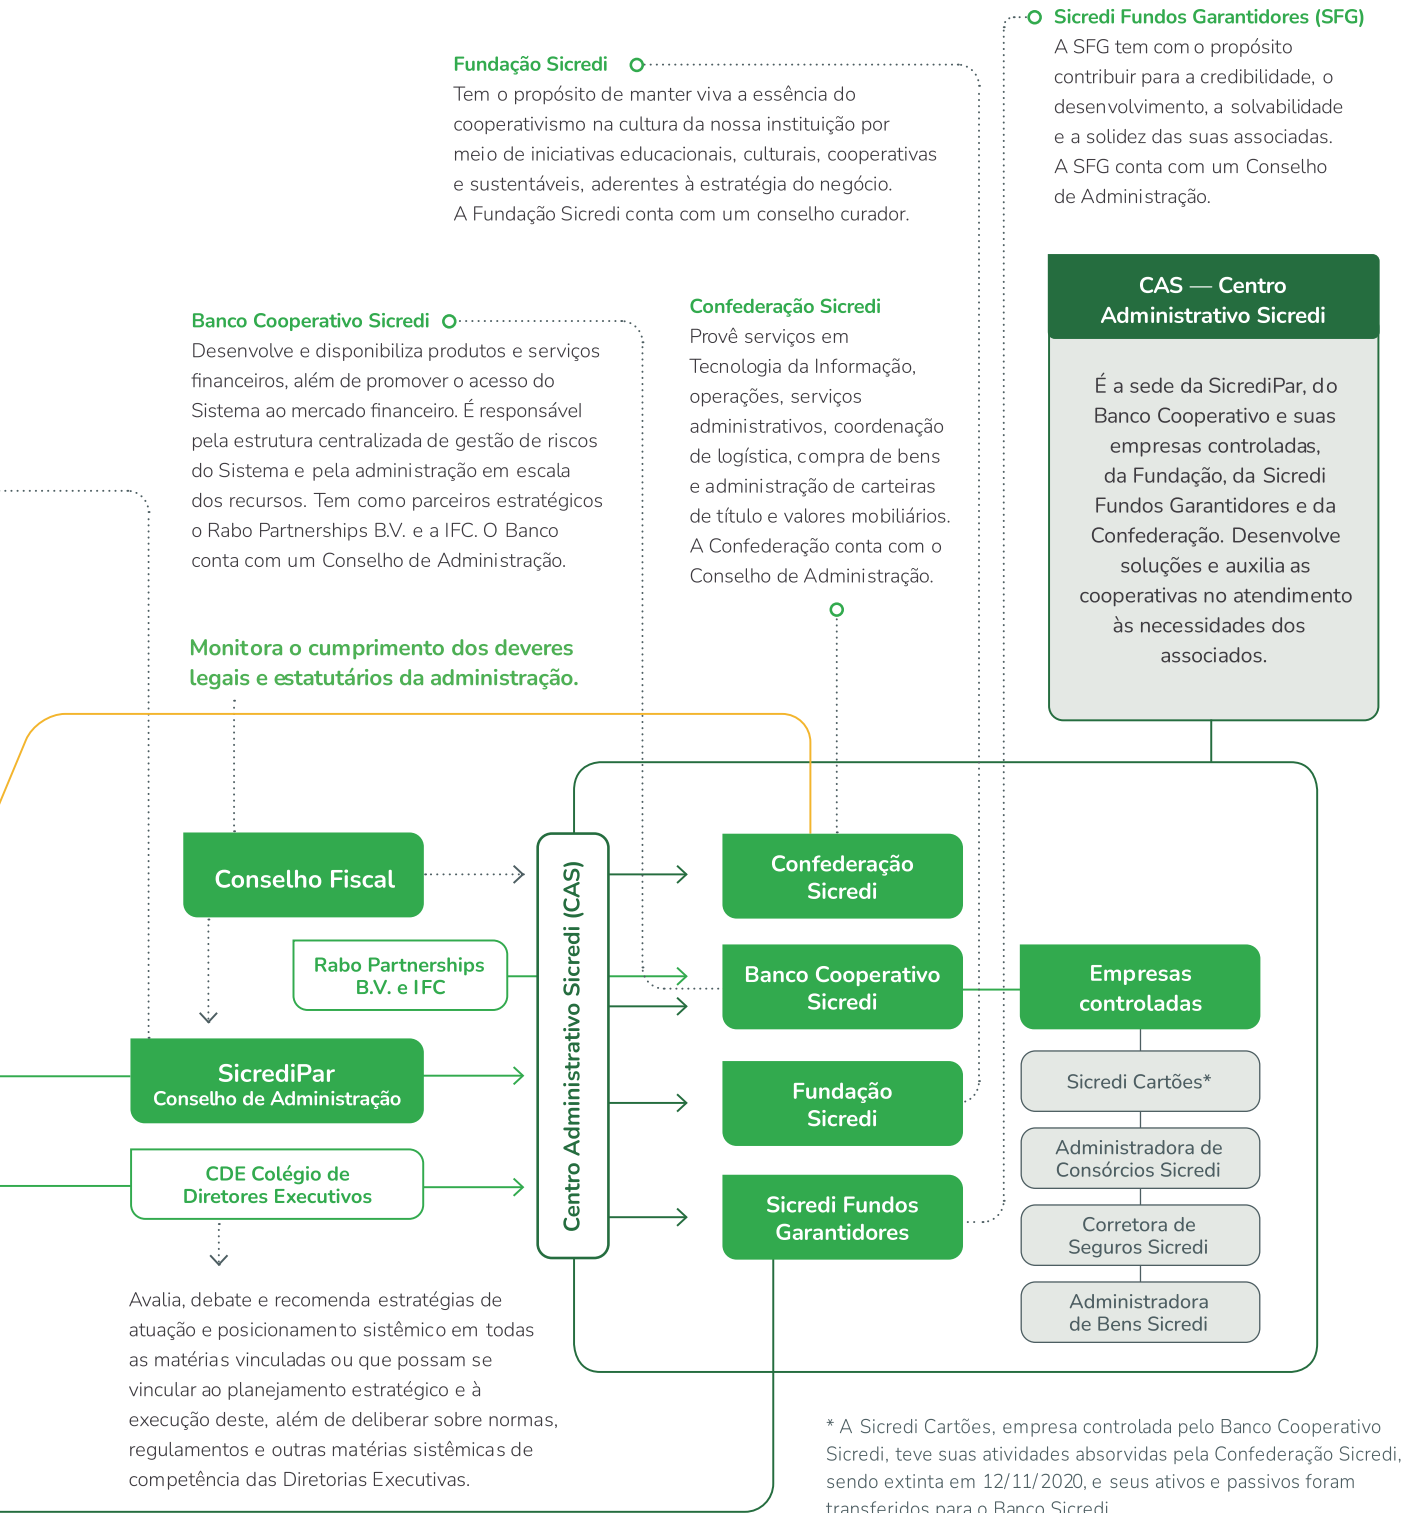 Sicredi Fundos Garantidores (SFG)
A SFG tem com o propósito
contribuir para a credibilidade, o
desenvolvimento, a solvabilidade
e a solidez das suas associadas.
A SFG conta com um Conselho
de Administração.
Fundação Sicredi
Tem o propósito de manter viva a essência do
cooperativismo na cultura da nossa instituição por
meio de iniciativas educacionais, culturais, cooperativas
e sustentáveis, aderentes à estratégia do negócio.
A Fundação Sicredi conta com um conselho curador.
CAS — Centro
Administrativo Sicredi
É a sede da SicrediPar, do
Banco Cooperativo e suas
empresas controladas,
da Fundação, da Sicredi
Fundos Garantidores e da
Confederação. Desenvolve
soluções e auxilia as
cooperativas no atendimento
às necessidades dos
associados.
Banco Cooperativo Sicredi
Desenvolve e disponibiliza produtos e serviços
financeiros, além de promover o acesso do
Sistema ao mercado financeiro. É responsável
pela estrutura centralizada de gestão de riscos
do Sistema e pela administração em escala
dos recursos. Tem como parceiros estratégicos
o Rabo Partnerships B.V. e a IFC. O Banco
conta com um Conselho de Administração.
Confederação Sicredi
Provê serviços em
Tecnologia da Informação,
operações, serviços
administrativos, coordenação
de logística, compra de bens
e administração de carteiras
de título e valores mobiliários.
A Confederação conta com o
Conselho de Administração.
Monitora o cumprimento dos deveres
legais e estatutários da administração.
Conselho Fiscal
Rabo Partnerships
B.V. e IFC
SicrediPar
Conselho de Administração
CDE Colégio de
Diretores Executivos
Centro Administrativo Sicredi (CAS)
Confederação
Sicredi
Banco Cooperativo
Sicredi
Fundação
Sicredi
Sicredi Fundos
Garantidores
Empresas
controladas
Sicredi Cartões*
Administradora de
Consórcios Sicredi
Corretora de
Seguros Sicredi
Administradora
de Bens Sicredi
Avalia, debate e recomenda estratégias de
atuação e posicionamento sistêmico em todas
as matérias vinculadas ou que possam se
vincular ao planejamento estratégico e à
execução deste, além de deliberar sobre normas,
regulamentos e outras matérias sistêmicas de
competência das Diretorias Executivas.
* A Sicredi Cartões, empresa controlada pelo Banco Cooperativo
Sicredi, teve suas atividades absorvidas pela Confederação Sicredi,
sendo extinta em 12/11/2020, e seus ativos e passivos foram
transferidos para o Banco Sicredi